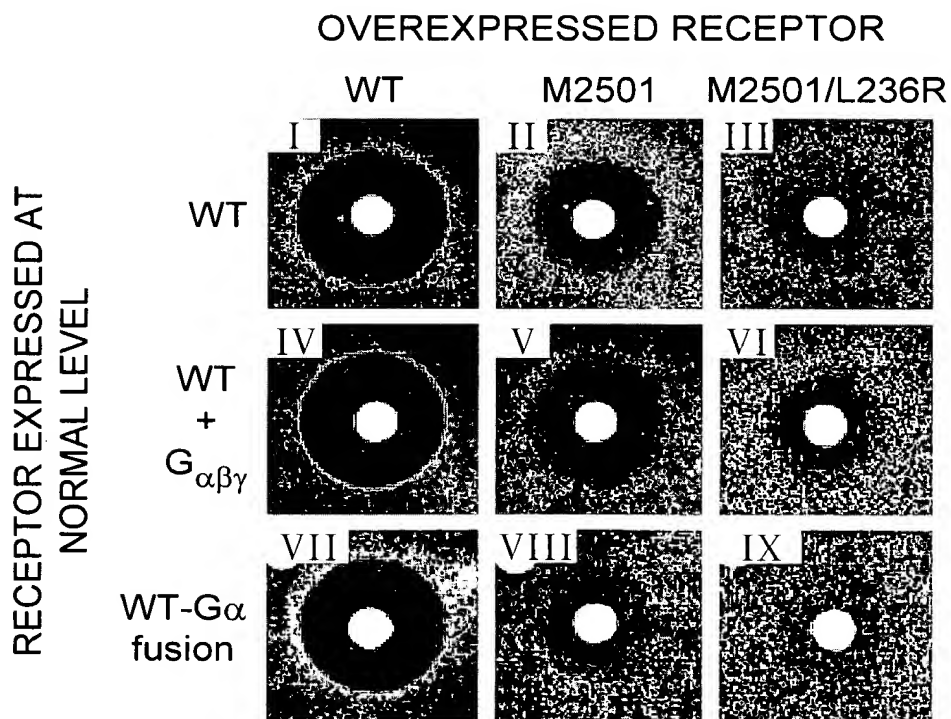 OVEREXPRESSED RECEPTOR
WT M2501 M2501/L236R
RECEPTOR EXPRESSED AT
NORMAL LEVEL
WT
I II III
WT
+
Gαβγ
IV V VI
WT-Gα
fusion
VII VIII IX